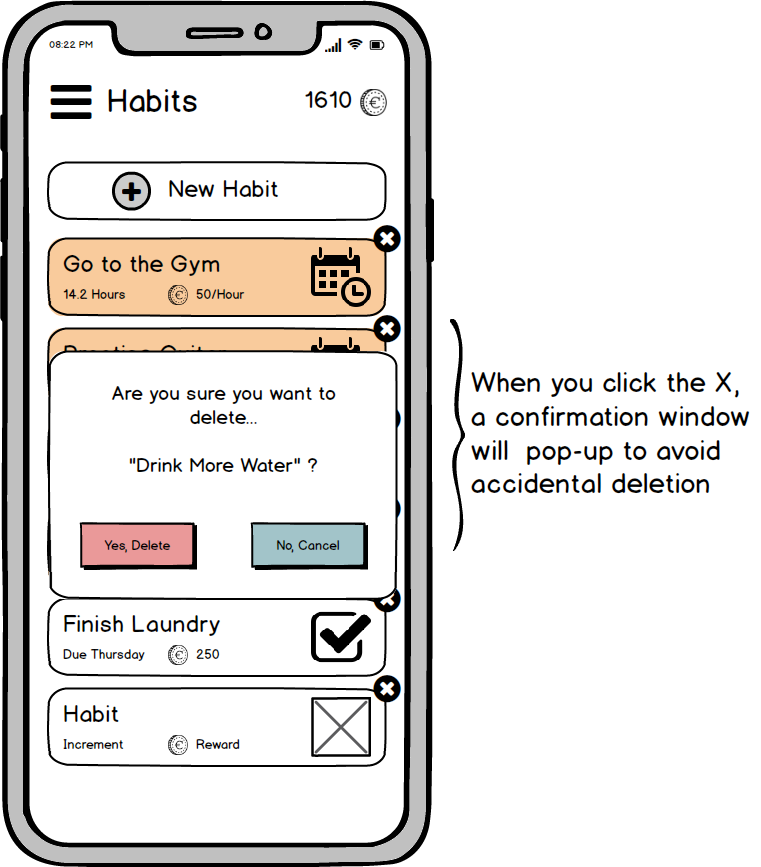 08:22 PM
Habits
1610
New Habit
Go to the Gym
14.2 Hours
50/Hour
Are you sure you want to
delete...
"Drink More Water" ?
Yes, Delete
No, Cancel
Finish Laundry
Due Thursday
250
Habit
Increment
Reward
When you click the X,
a confirmation window
will pop-up to avoid
accidental deletion